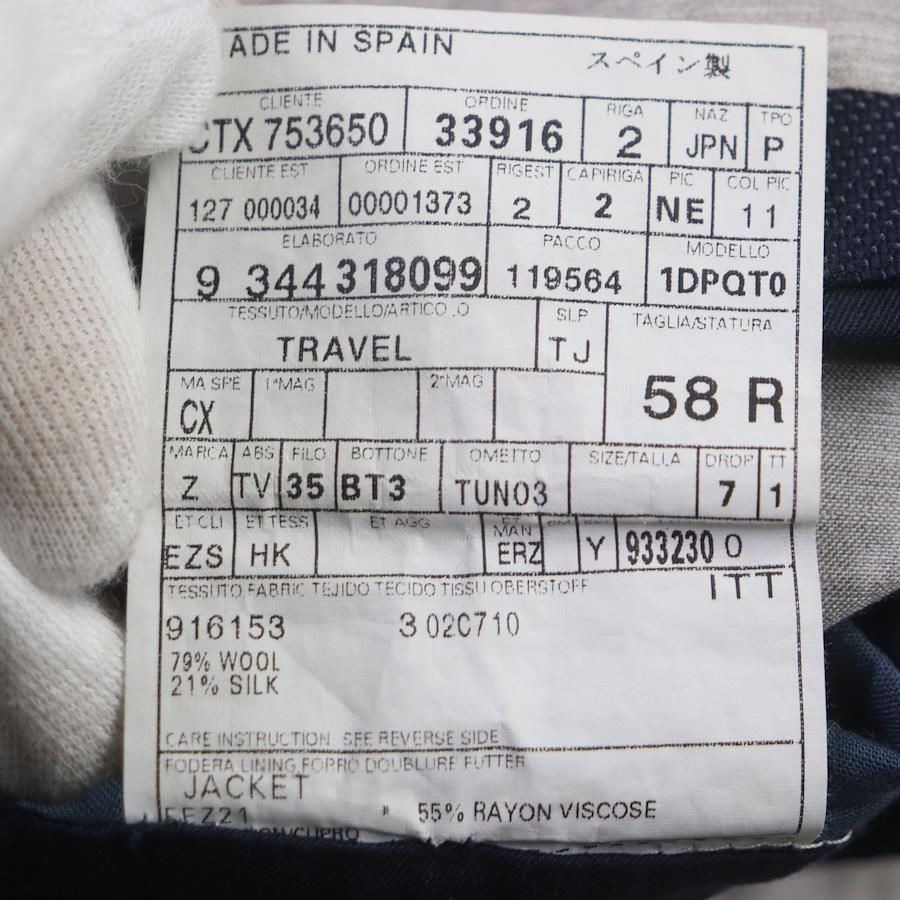 ADE IN SPAIN スペイン製
CLIENTE ORDINE RIGA NAZ TPO
CTX 753650 33916 2 JPN P
CLIENTE EST ORDINE EST RIGEST CAPIRIGA PIC COL PIC
127 000034 00001373 2 2 NE 11
ELABORATO PACCO MODELLO
9 344 318099 119564 1DPQT0
TESSUTO/MODELLO/ARTICO .O SLP TAGLIA/STATURA
TRAVEL TJ 58 R
MA SPE 1°MAG 2°MAG
CX
MARCA ABS FILO BOTTONE OMETTO SIZE/TALLA DROP TT
Z TV 35 BT3 TUN03 7 1
ET CLI ET TESS ET AGG MAN
EZS HK ERZ Y 933230 0
ITT
TESSUTO FABRIC TEJIDO TECIDO TISSU OBERSTOFF
916153 3 02C710
79% WOOL
21% SILK
CARE INSTRUCTION SEE REVERSE SIDE
FODERA LINING FORRO DOUBLURE FUTTER
JACKET
EEZ21 * 55% RAYON VISCOSE